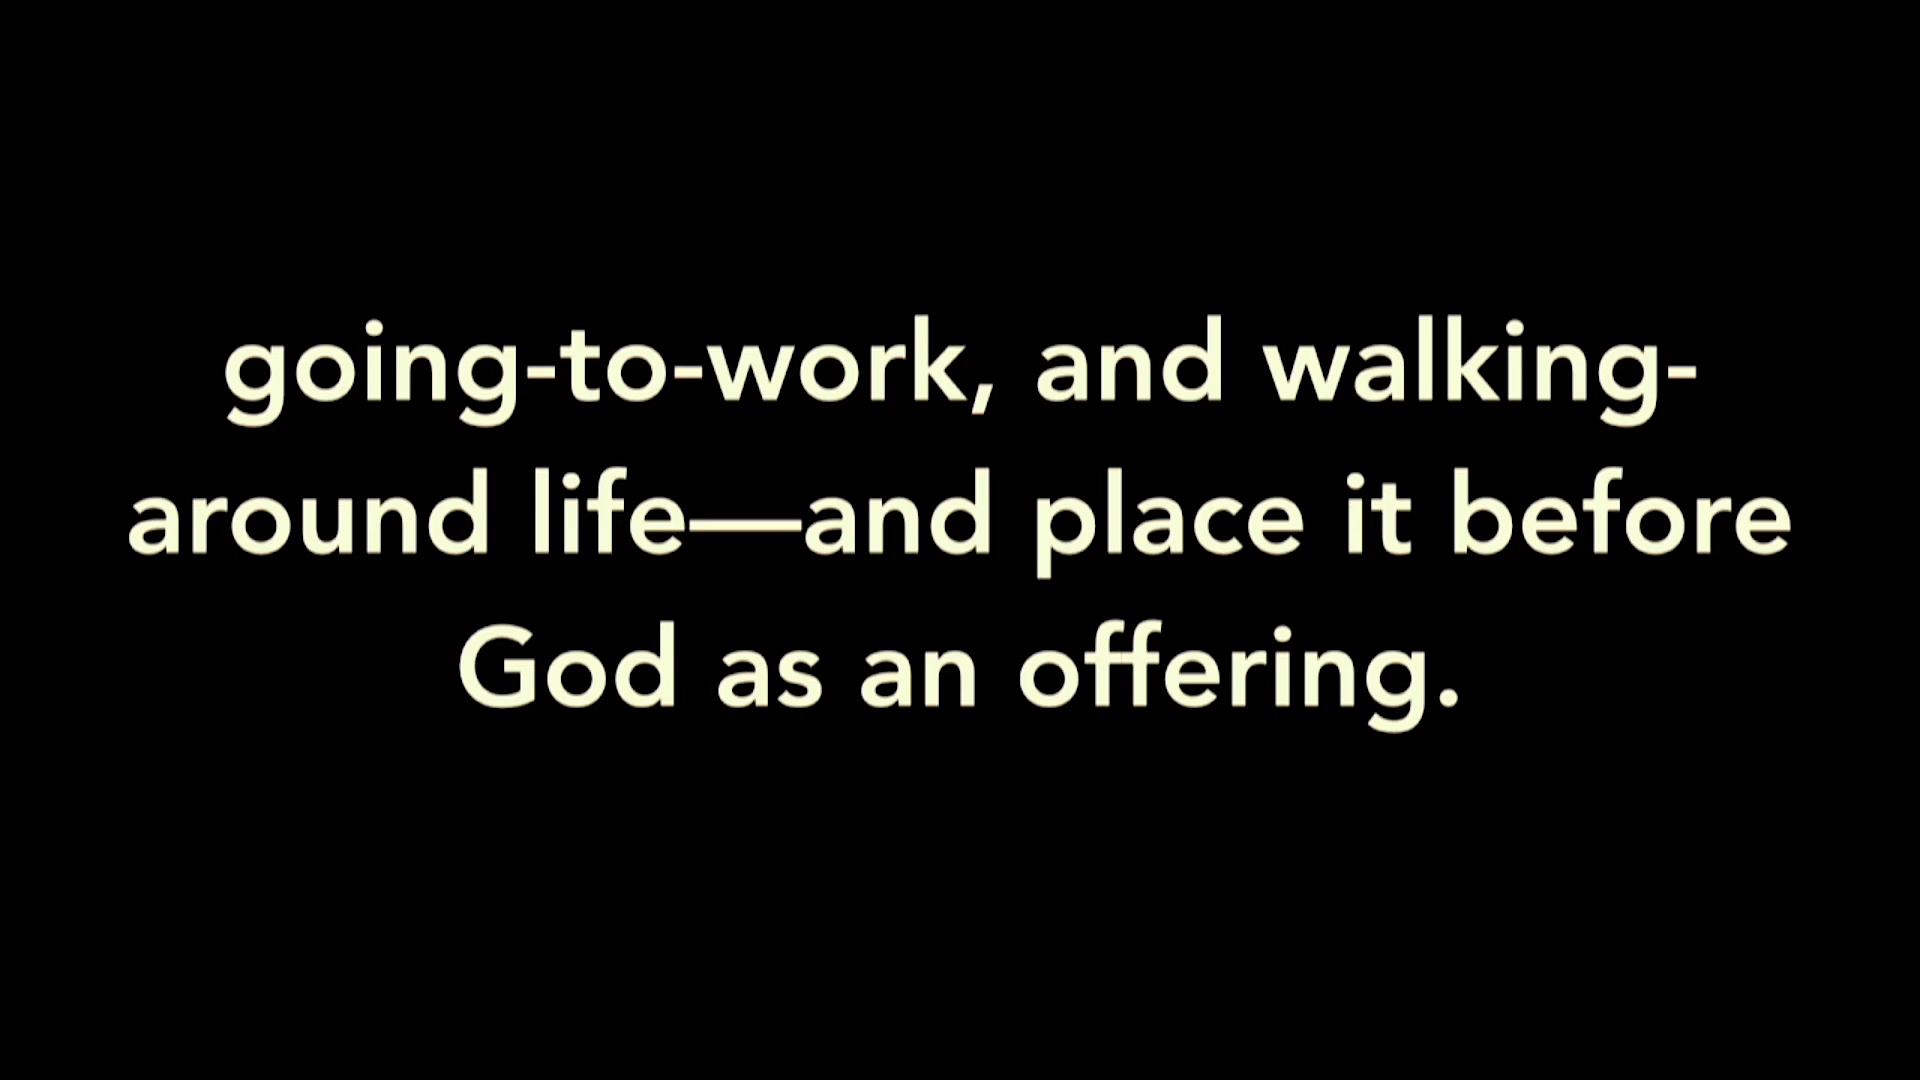 going-to-work, and walking-
around life—and place it before
God as an offering.